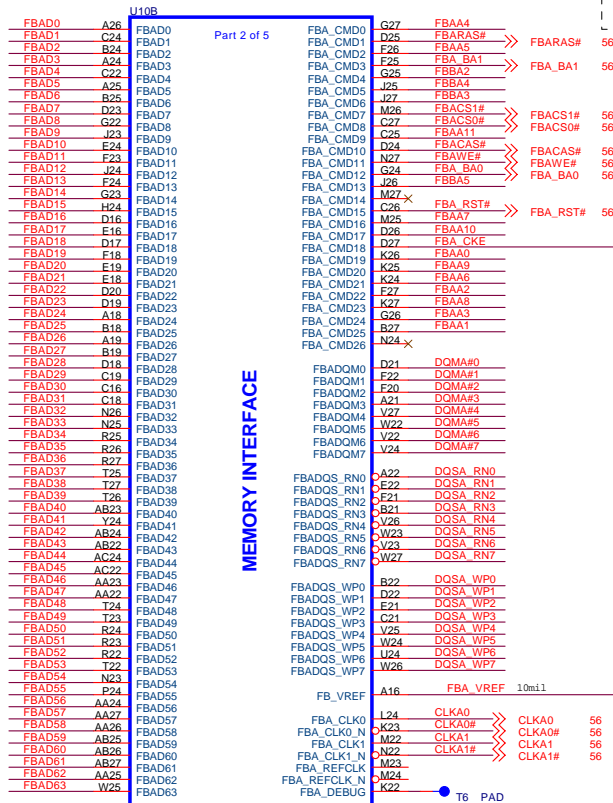 U10B
Part 2 of 5
MEMORY INTERFACE
FBAD0 A26 FBAD0 FBA_CMD0 G27 FBAA4
FBAD1 C24 FBAD1 FBA_CMD1 D25 FBARAS# FBARAS# 56
FBAD2 B24 FBAD2 FBA_CMD2 F26 FBAA5
FBAD3 A24 FBAD3 FBA_CMD3 F25 FBA_BA1 FBA_BA1 56
FBAD4 C22 FBAD4 FBA_CMD4 G25 FBBA2
FBAD5 A25 FBAD5 FBA_CMD5 J25 FBBA4
FBAD6 B25 FBAD6 FBA_CMD6 J27 FBBA3
FBAD7 D23 FBAD7 FBA_CMD7 M26 FBACS1# FBACS1# 56
FBAD8 G22 FBAD8 FBA_CMD8 C27 FBACS0# FBACS0# 56
FBAD9 J23 FBAD9 FBA_CMD9 C25 FBAA11
FBAD10 E24 FBAD10 FBA_CMD10 D24 FBACAS# FBACAS# 56
FBAD11 F23 FBAD11 FBA_CMD11 N27 FBAWE# FBAWE# 56
FBAD12 J24 FBAD12 FBA_CMD12 G24 FBA_BA0 FBA_BA0 56
FBAD13 F24 FBAD13 FBA_CMD13 J26 FBBA5
FBAD14 G23 FBAD14 FBA_CMD14 M27
FBAD15 H24 FBAD15 FBA_CMD15 C26 FBA_RST# FBA_RST# 56
FBAD16 D16 FBAD16 FBA_CMD16 M25 FBAA7
FBAD17 E16 FBAD17 FBA_CMD17 D26 FBAA10
FBAD18 D17 FBAD18 FBA_CMD18 D27 FBA_CKE
FBAD19 F18 FBAD19 FBA_CMD19 K26 FBAA0
FBAD20 E19 FBAD20 FBA_CMD20 K25 FBAA9
FBAD21 E18 FBAD21 FBA_CMD21 K24 FBAA6
FBAD22 D20 FBAD22 FBA_CMD22 F27 FBAA2
FBAD23 D19 FBAD23 FBA_CMD23 K27 FBAA8
FBAD24 A18 FBAD24 FBA_CMD24 G26 FBAA3
FBAD25 B18 FBAD25 FBA_CMD25 B27 FBAA1
FBAD26 A19 FBAD26 FBA_CMD26 N24
FBAD27 B19 FBAD27
FBAD28 D18 FBAD28 FBADQM0 D21 DQMA#0
FBAD29 C19 FBAD29 FBADQM1 F22 DQMA#1
FBAD30 C16 FBAD30 FBADQM2 F20 DQMA#2
FBAD31 C18 FBAD31 FBADQM3 A21 DQMA#3
FBAD32 N26 FBAD32 FBADQM4 V27 DQMA#4
FBAD33 N25 FBAD33 FBADQM5 W22 DQMA#5
FBAD34 R25 FBAD34 FBADQM6 V22 DQMA#6
FBAD35 R26 FBAD35 FBADQM7 V24 DQMA#7
FBAD36 R27 FBAD36
FBAD37 T25 FBAD37 FBADQS_RN0 A22 DQSA_RN0
FBAD38 T27 FBAD38 FBADQS_RN1 E22 DQSA_RN1
FBAD39 T26 FBAD39 FBADQS_RN2 F21 DQSA_RN2
FBAD40 AB23 FBAD40 FBADQS_RN3 B21 DQSA_RN3
FBAD41 Y24 FBAD41 FBADQS_RN4 V26 DQSA_RN4
FBAD42 AB24 FBAD42 FBADQS_RN5 W23 DQSA_RN5
FBAD43 AB22 FBAD43 FBADQS_RN6 V23 DQSA_RN6
FBAD44 AC24 FBAD44 FBADQS_RN7 W27 DQSA_RN7
FBAD45 AC22 FBAD45
FBAD46 AA23 FBAD46 FBADQS_WP0 B22 DQSA_WP0
FBAD47 AA22 FBAD47 FBADQS_WP1 D22 DQSA_WP1
FBAD48 T24 FBAD48 FBADQS_WP2 E21 DQSA_WP2
FBAD49 T23 FBAD49 FBADQS_WP3 C21 DQSA_WP3
FBAD50 R24 FBAD50 FBADQS_WP4 V25 DQSA_WP4
FBAD51 R23 FBAD51 FBADQS_WP5 W24 DQSA_WP5
FBAD52 R22 FBAD52 FBADQS_WP6 U24 DQSA_WP6
FBAD53 T22 FBAD53 FBADQS_WP7 W26 DQSA_WP7
FBAD54 N23 FBAD54
FBAD55 P24 FBAD55 FB_VREF A16 FBA_VREF 10mil
FBAD56 AA24 FBAD56
FBAD57 AA27 FBAD57 FBA_CLK0 L24 CLKA0 CLKA0 56
FBAD58 AA26 FBAD58 FBA_CLK0_N K23 CLKA0# CLKA0# 56
FBAD59 AB25 FBAD59 FBA_CLK1 M22 CLKA1 CLKA1 56
FBAD60 AB26 FBAD60 FBA_CLK1_N N22 CLKA1# CLKA1# 56
FBAD61 AB27 FBAD61 FBA_REFCLK M23
FBAD62 AA25 FBAD62 FBA_REFCLK_N M24
FBAD63 W25 FBAD63 FBA_DEBUG K22 T6 PAD